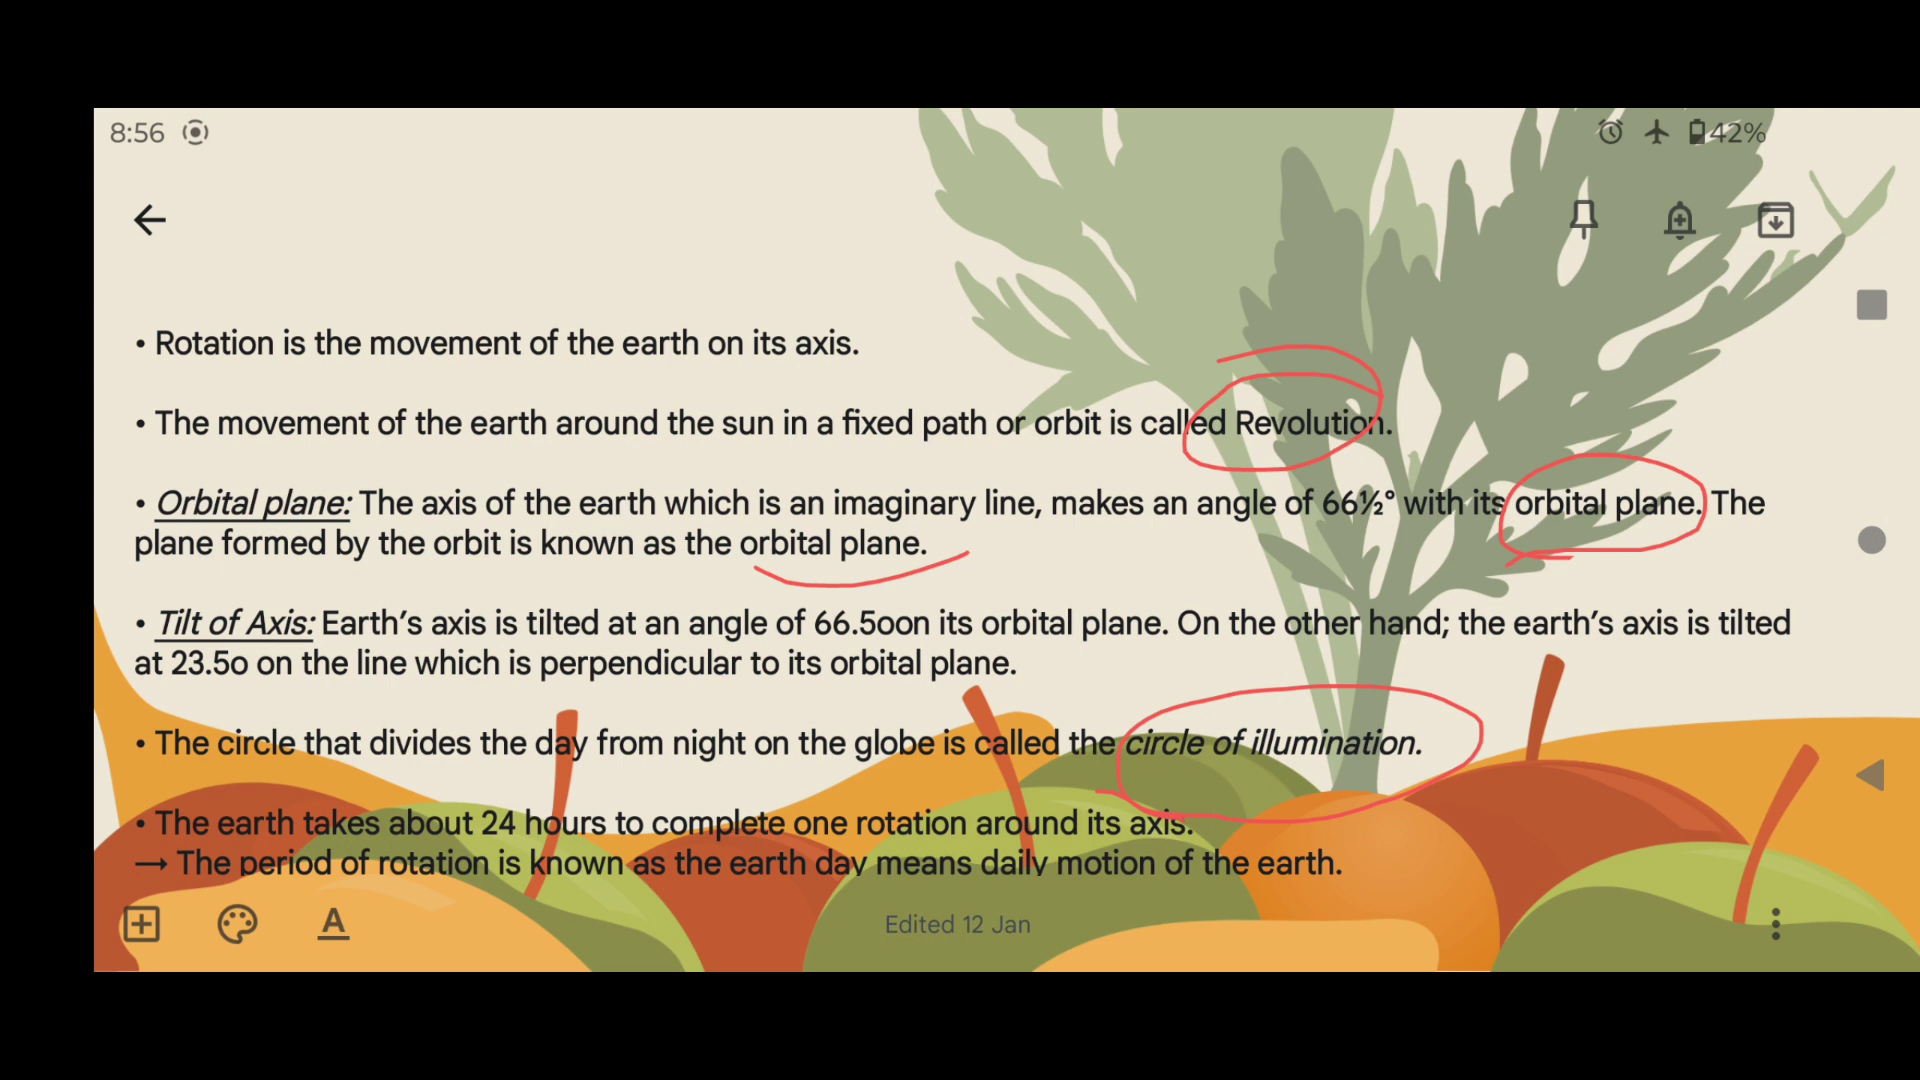 8:56
42%
• Rotation is the movement of the earth on its axis.
• The movement of the earth around the sun in a fixed path or orbit is called Revolution.
• Orbital plane: The axis of the earth which is an imaginary line, makes an angle of 66½° with its orbital plane. The
plane formed by the orbit is known as the orbital plane.
• Tilt of Axis: Earth’s axis is tilted at an angle of 66.5oon its orbital plane. On the other hand; the earth’s axis is tilted
at 23.5o on the line which is perpendicular to its orbital plane.
• The circle that divides the day from night on the globe is called the circle of illumination.
• The earth takes about 24 hours to complete one rotation around its axis.
→ The period of rotation is known as the earth day means daily motion of the earth.
A
Edited 12 Jan